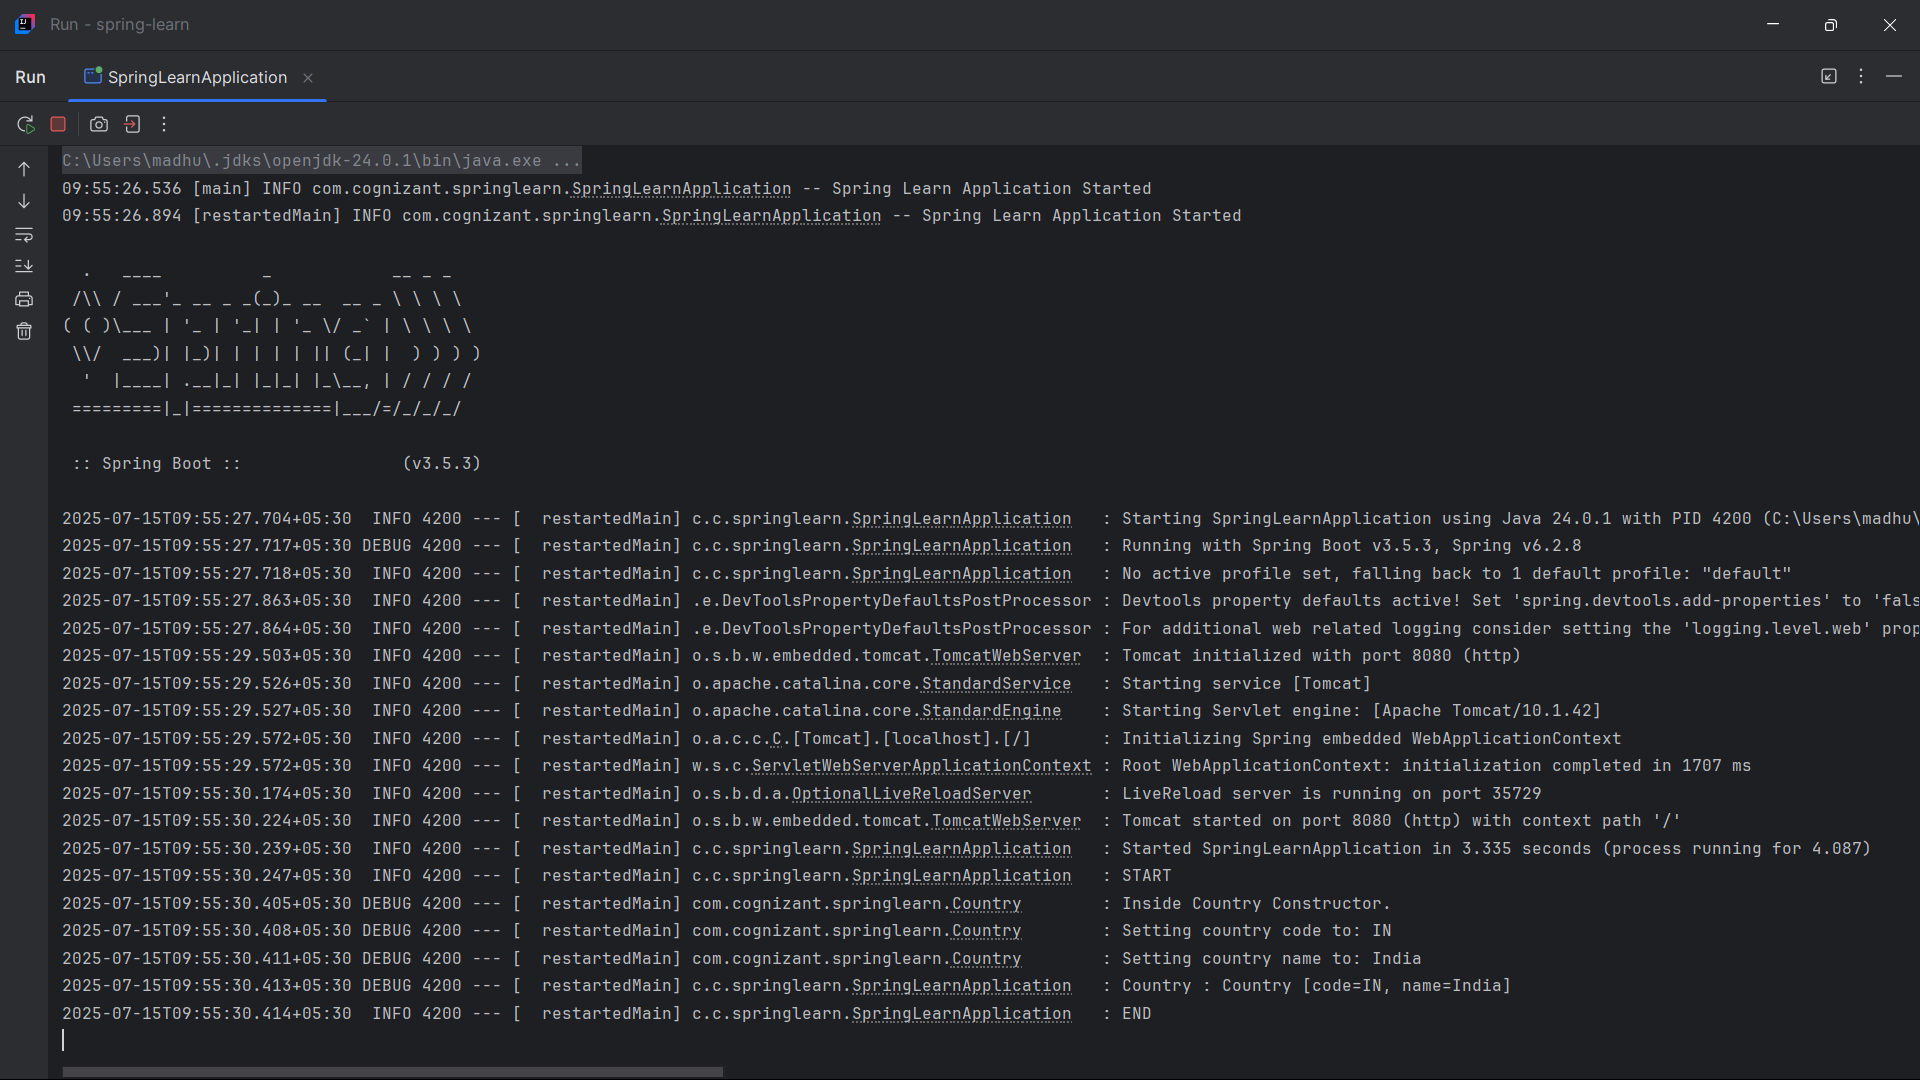 Run - spring-learn
Run SpringLearnApplication
C:\Users\madhu\.jdks\openjdk-24.0.1\bin\java.exe ...
09:55:26.536 [main] INFO com.cognizant.springlearn.SpringLearnApplication -- Spring Learn Application Started
09:55:26.894 [restartedMain] INFO com.cognizant.springlearn.SpringLearnApplication -- Spring Learn Application Started
  .   ____          _            __ _ _
 /\\ / ___'_ __ _ _(_)_ __  __ _ \ \ \ \
( ( )\___ | '_ | '_| | '_ \/ _` | \ \ \ \
 \\/  ___)| |_)| | | | | || (_| |  ) ) ) )
  '  |____| .__|_| |_|_| |_\__, | / / / /
 =========|_|==============|___/=/_/_/_/
 :: Spring Boot ::                (v3.5.3)
2025-07-15T09:55:27.704+05:30  INFO 4200 --- [  restartedMain] c.c.springlearn.SpringLearnApplication   : Starting SpringLearnApplication using Java 24.0.1 with PID 4200 (C:\Users\madhu\
2025-07-15T09:55:27.717+05:30 DEBUG 4200 --- [  restartedMain] c.c.springlearn.SpringLearnApplication   : Running with Spring Boot v3.5.3, Spring v6.2.8
2025-07-15T09:55:27.718+05:30  INFO 4200 --- [  restartedMain] c.c.springlearn.SpringLearnApplication   : No active profile set, falling back to 1 default profile: "default"
2025-07-15T09:55:27.863+05:30  INFO 4200 --- [  restartedMain] .e.DevToolsPropertyDefaultsPostProcessor : Devtools property defaults active! Set 'spring.devtools.add-properties' to 'fals
2025-07-15T09:55:27.864+05:30  INFO 4200 --- [  restartedMain] .e.DevToolsPropertyDefaultsPostProcessor : For additional web related logging consider setting the 'logging.level.web' prop
2025-07-15T09:55:29.503+05:30  INFO 4200 --- [  restartedMain] o.s.b.w.embedded.tomcat.TomcatWebServer  : Tomcat initialized with port 8080 (http)
2025-07-15T09:55:29.526+05:30  INFO 4200 --- [  restartedMain] o.apache.catalina.core.StandardService   : Starting service [Tomcat]
2025-07-15T09:55:29.527+05:30  INFO 4200 --- [  restartedMain] o.apache.catalina.core.StandardEngine    : Starting Servlet engine: [Apache Tomcat/10.1.42]
2025-07-15T09:55:29.572+05:30  INFO 4200 --- [  restartedMain] o.a.c.c.C.[Tomcat].[localhost].[/]       : Initializing Spring embedded WebApplicationContext
2025-07-15T09:55:29.572+05:30  INFO 4200 --- [  restartedMain] w.s.c.ServletWebServerApplicationContext : Root WebApplicationContext: initialization completed in 1707 ms
2025-07-15T09:55:30.174+05:30  INFO 4200 --- [  restartedMain] o.s.b.d.a.OptionalLiveReloadServer       : LiveReload server is running on port 35729
2025-07-15T09:55:30.224+05:30  INFO 4200 --- [  restartedMain] o.s.b.w.embedded.tomcat.TomcatWebServer  : Tomcat started on port 8080 (http) with context path '/'
2025-07-15T09:55:30.239+05:30  INFO 4200 --- [  restartedMain] c.c.springlearn.SpringLearnApplication   : Started SpringLearnApplication in 3.335 seconds (process running for 4.087)
2025-07-15T09:55:30.247+05:30  INFO 4200 --- [  restartedMain] c.c.springlearn.SpringLearnApplication   : START
2025-07-15T09:55:30.405+05:30 DEBUG 4200 --- [  restartedMain] com.cognizant.springlearn.Country        : Inside Country Constructor.
2025-07-15T09:55:30.408+05:30 DEBUG 4200 --- [  restartedMain] com.cognizant.springlearn.Country        : Setting country code to: IN
2025-07-15T09:55:30.411+05:30 DEBUG 4200 --- [  restartedMain] com.cognizant.springlearn.Country        : Setting country name to: India
2025-07-15T09:55:30.413+05:30 DEBUG 4200 --- [  restartedMain] c.c.springlearn.SpringLearnApplication   : Country : Country [code=IN, name=India]
2025-07-15T09:55:30.414+05:30  INFO 4200 --- [  restartedMain] c.c.springlearn.SpringLearnApplication   : END